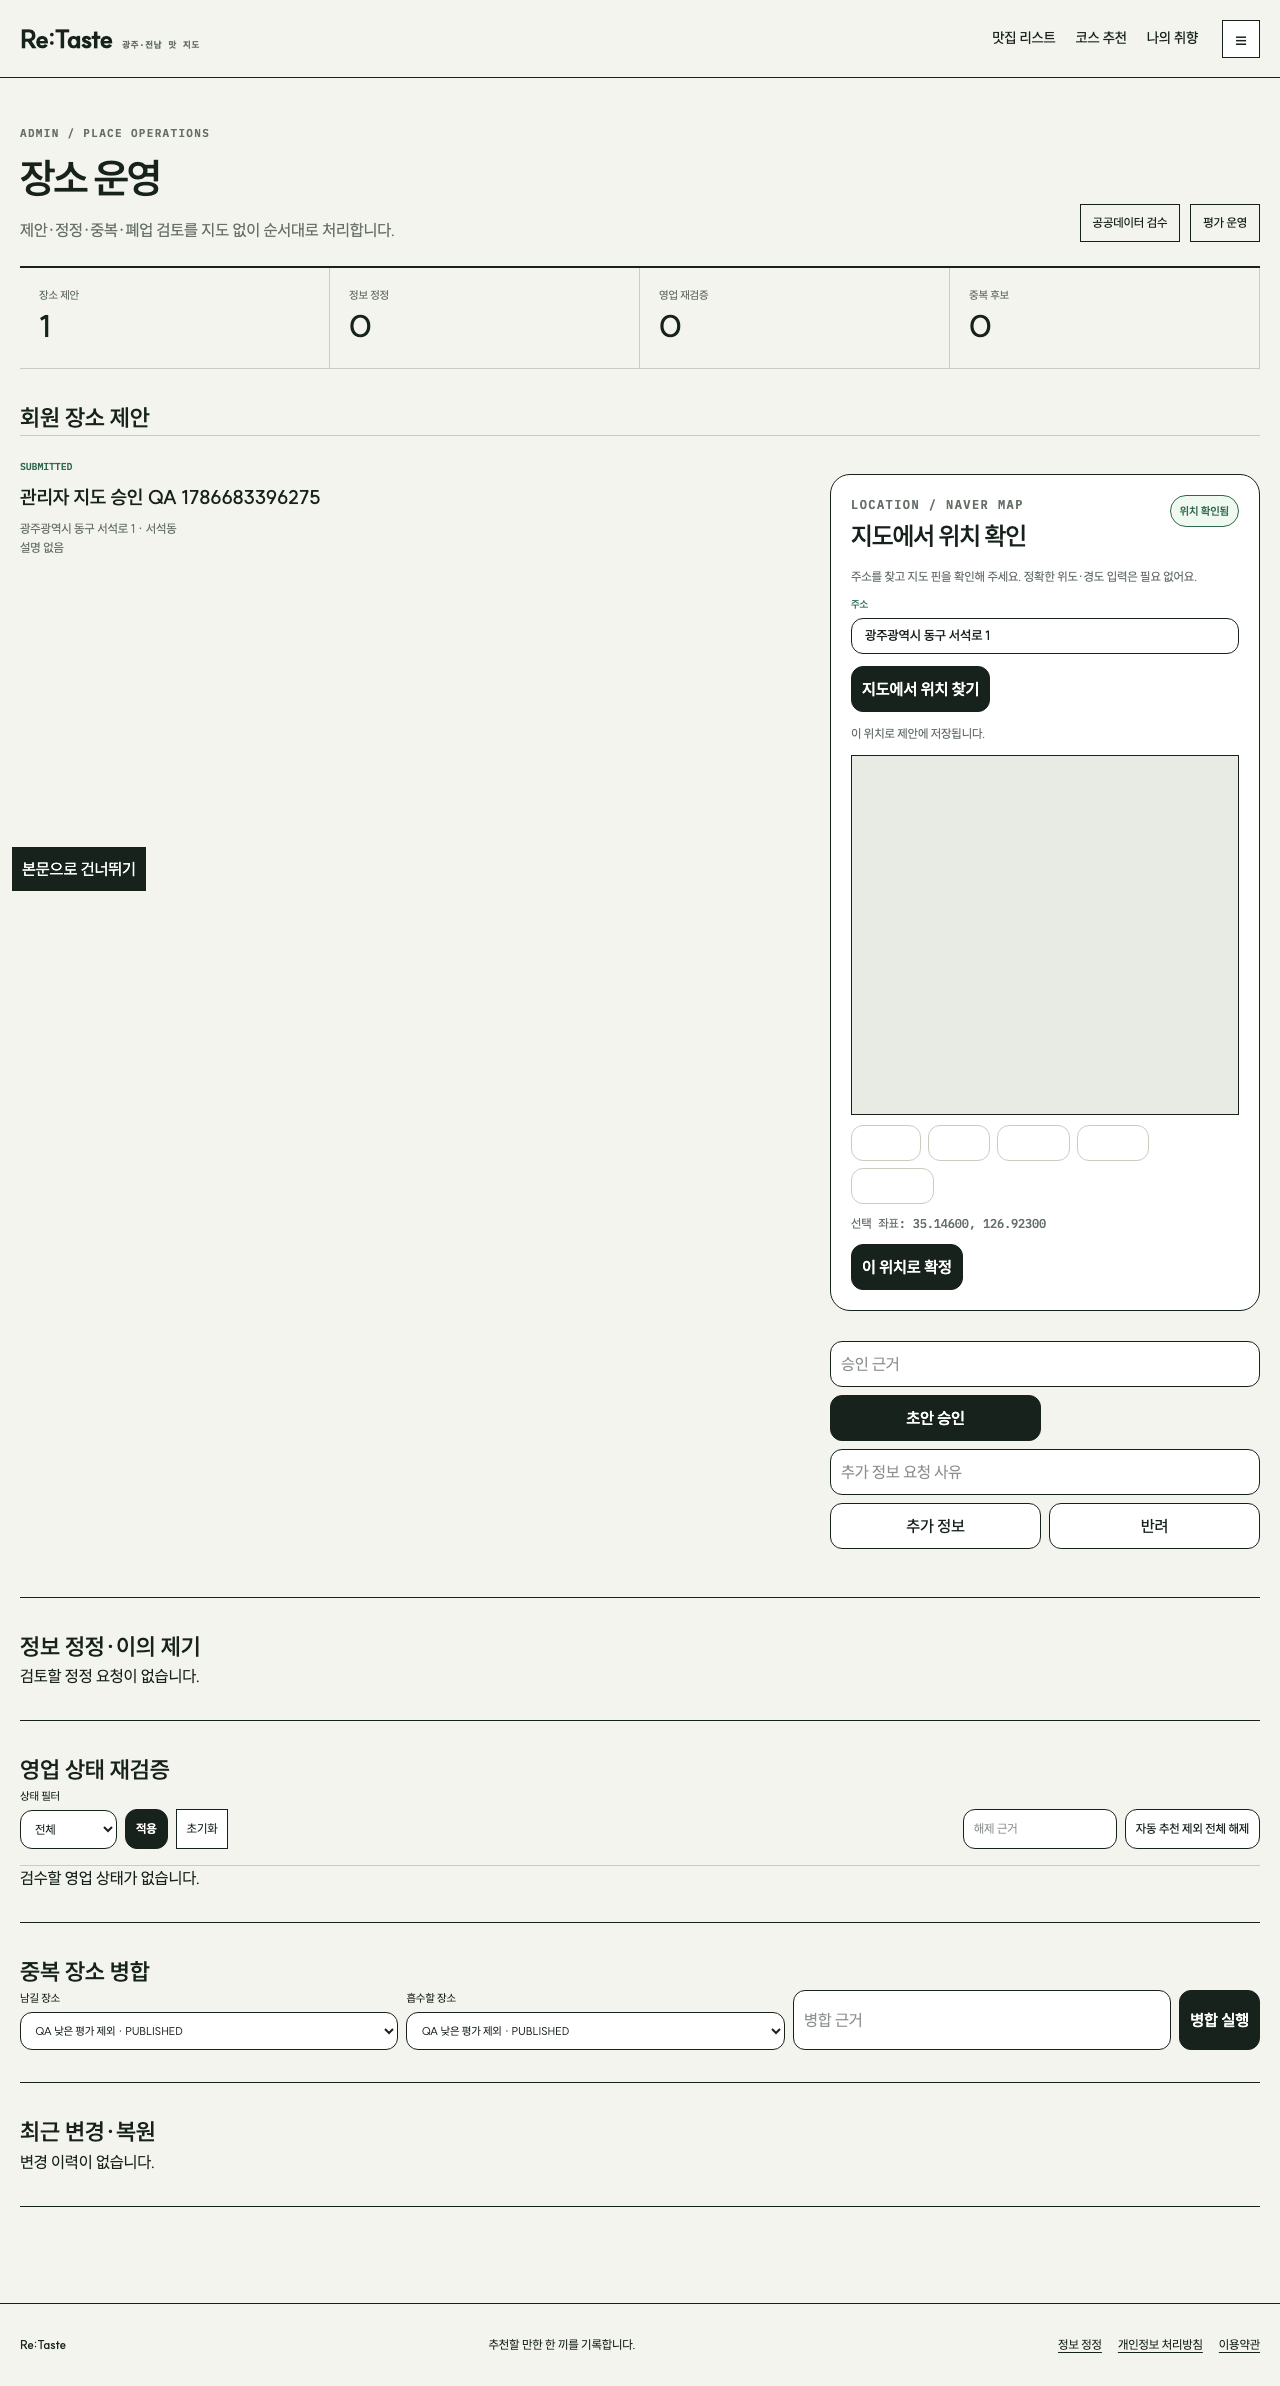 Re:Taste 광주·전남 맛 지도
맛집 리스트 코스 추천 나의 취향 ≡
ADMIN / PLACE OPERATIONS
장소 운영
제안·정정·중복·폐업 검토를 지도 없이 순서대로 처리합니다.
공공데이터 검수 평가 운영
장소 제안 정보 정정 영업 재검증 중복 후보
1 0 0 0
회원 장소 제안
SUBMITTED
관리자 지도 승인 QA 1786683396275
광주광역시 동구 서석로 1 · 서석동
설명 없음
본문으로 건너뛰기
LOCATION / NAVER MAP
위치 확인됨
지도에서 위치 확인
주소를 찾고 지도 핀을 확인해 주세요. 정확한 위도·경도 입력은 필요 없어요.
주소
광주광역시 동구 서석로 1
지도에서 위치 찾기
이 위치로 제안에 저장됩니다.
선택 좌표: 35.14600, 126.92300
이 위치로 확정
승인 근거
초안 승인
추가 정보 요청 사유
추가 정보 반려
정보 정정·이의 제기
검토할 정정 요청이 없습니다.
영업 상태 재검증
상태 필터
전체 적용 초기화 해제 근거 자동 추천 제외 전체 해제
검수할 영업 상태가 없습니다.
중복 장소 병합
남길 장소 흡수할 장소
QA 낮은 평가 제외 · PUBLISHED QA 낮은 평가 제외 · PUBLISHED 병합 근거 병합 실행
최근 변경·복원
변경 이력이 없습니다.
Re:Taste 추천할 만한 한 끼를 기록합니다. 정보 정정 개인정보 처리방침 이용약관